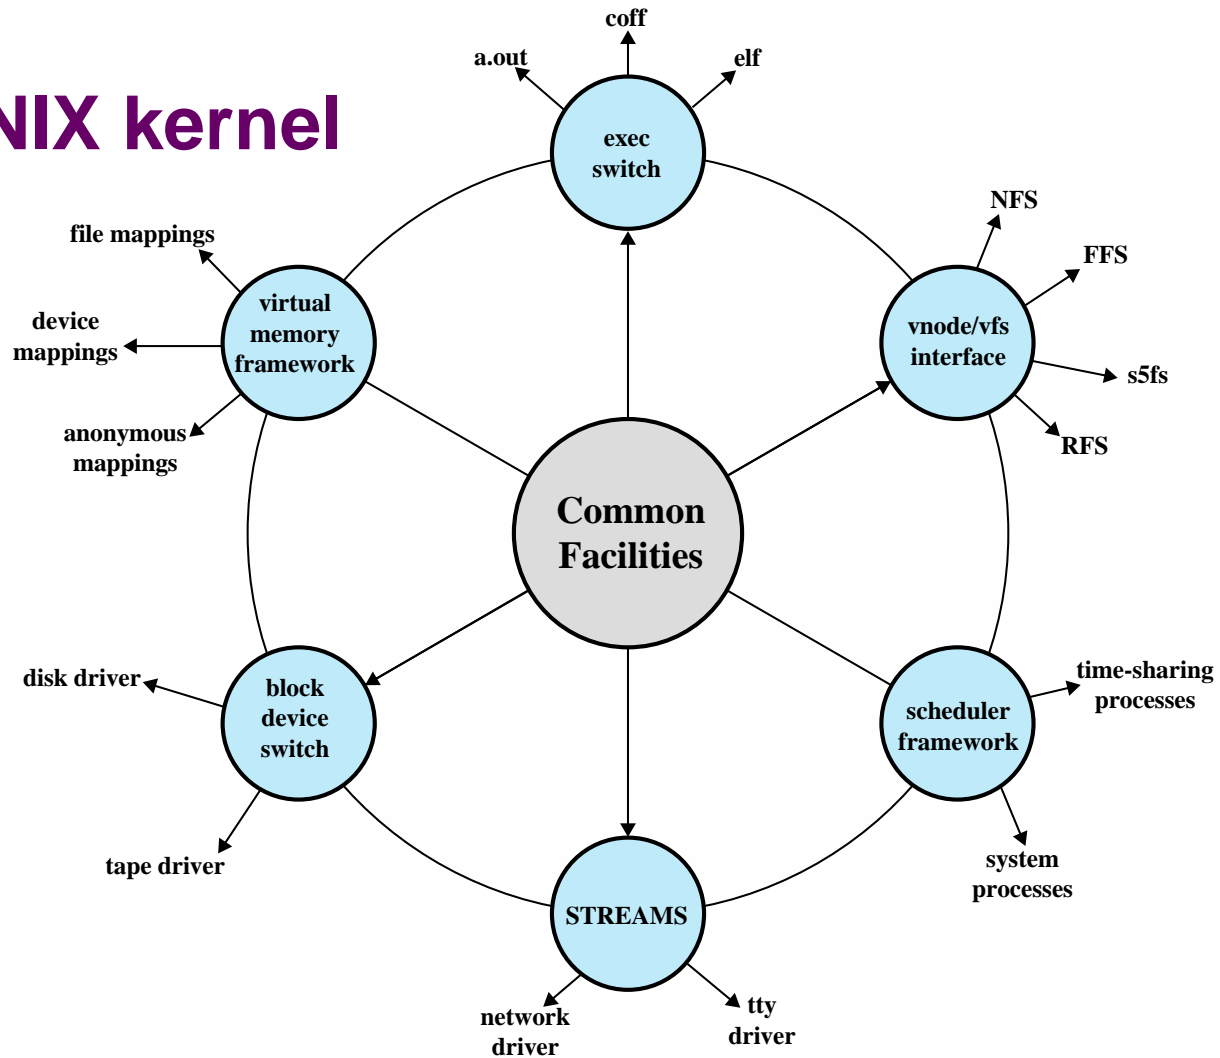 NIX kernel
coff
a.out
elf
exec
switch
NFS
FFS
vnode/vfs
interface
s5fs
RFS
file mappings
virtual
memory
framework
device
mappings
anonymous
mappings
Common
Facilities
disk driver
block
device
switch
tape driver
time-sharing
processes
scheduler
framework
system
processes
STREAMS
network
driver
tty
driver